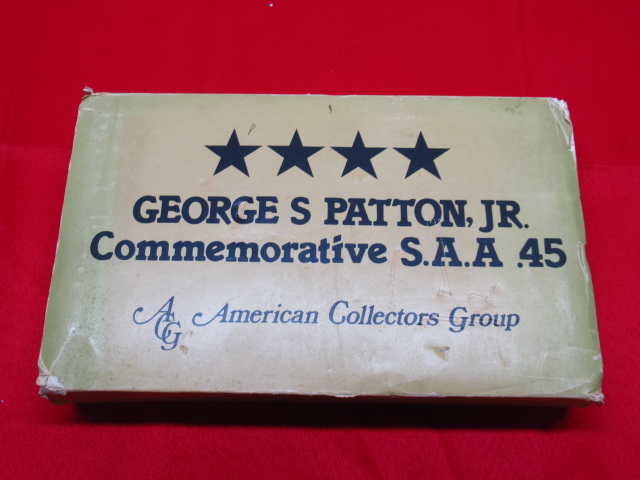 GEORGE S PATTON, JR.
Commemorative S.A.A .45
ACG American Collectors Group